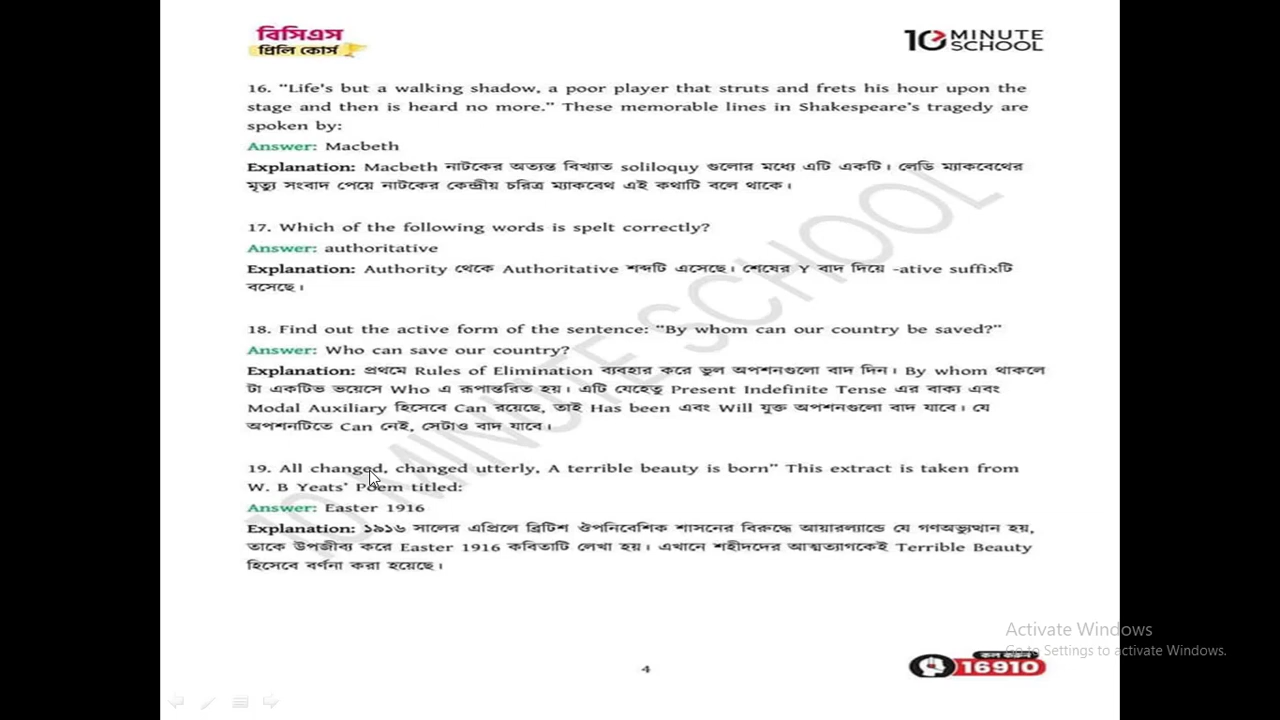 বিসিএস
প্রিলি কোর্স
10 MINUTE SCHOOL
16. “Life's but a walking shadow, a poor player that struts and frets his hour upon the
stage and then is heard no more.” These memorable lines in Shakespeare's tragedy are
spoken by:
Answer: Macbeth
Explanation: Macbeth নাটকের অত্যন্ত বিখ্যাত soliloquy গুলোর মধ্যে এটি একটি। লেডি ম্যাকবেথের
মৃত্যু সংবাদ পেয়ে নাটকের কেন্দ্রীয় চরিত্র ম্যাকবেথ এই কথাটি বলে থাকে।
17. Which of the following words is spelt correctly?
Answer: authoritative
Explanation: Authority থেকে Authoritative শব্দটি এসেছে। শেষের Y বাদ দিয়ে -ative suffixটি
বসেছে।
18. Find out the active form of the sentence: “By whom can our country be saved?”
Answer: Who can save our country?
Explanation: প্রথমে Rules of Elimination ব্যবহার করে ভুল অপশনগুলো বাদ দিন। By whom থাকলে
টা একটিভ ভয়েসে Who এ রূপান্তরিত হয়। এটি যেহেতু Present Indefinite Tense এর বাক্য এবং
Modal Auxiliary হিসেবে Can রয়েছে, তাই Has been এবং Will যুক্ত অপশনগুলো বাদ যাবে। যে
অপশনটিতে Can নেই, সেটাও বাদ যাবে।
19. All changed, changed utterly, A terrible beauty is born” This extract is taken from
W. B Yeats' Poem titled:
Answer: Easter 1916
Explanation: ১৯১৬ সালের এপ্রিলে ব্রিটিশ ঔপনিবেশিক শাসনের বিরুদ্ধে আয়ারল্যান্ডে যে গণঅভ্যুত্থান হয়,
তাকে উপজীব্য করে Easter 1916 কবিতাটি লেখা হয়। এখানে শহীদদের আত্মত্যাগকেই Terrible Beauty
হিসেবে বর্ণনা করা হয়েছে।
10 MINUTE SCHOOL
Activate Windows
Go to Settings to activate Windows.
কল করুন
16910
4